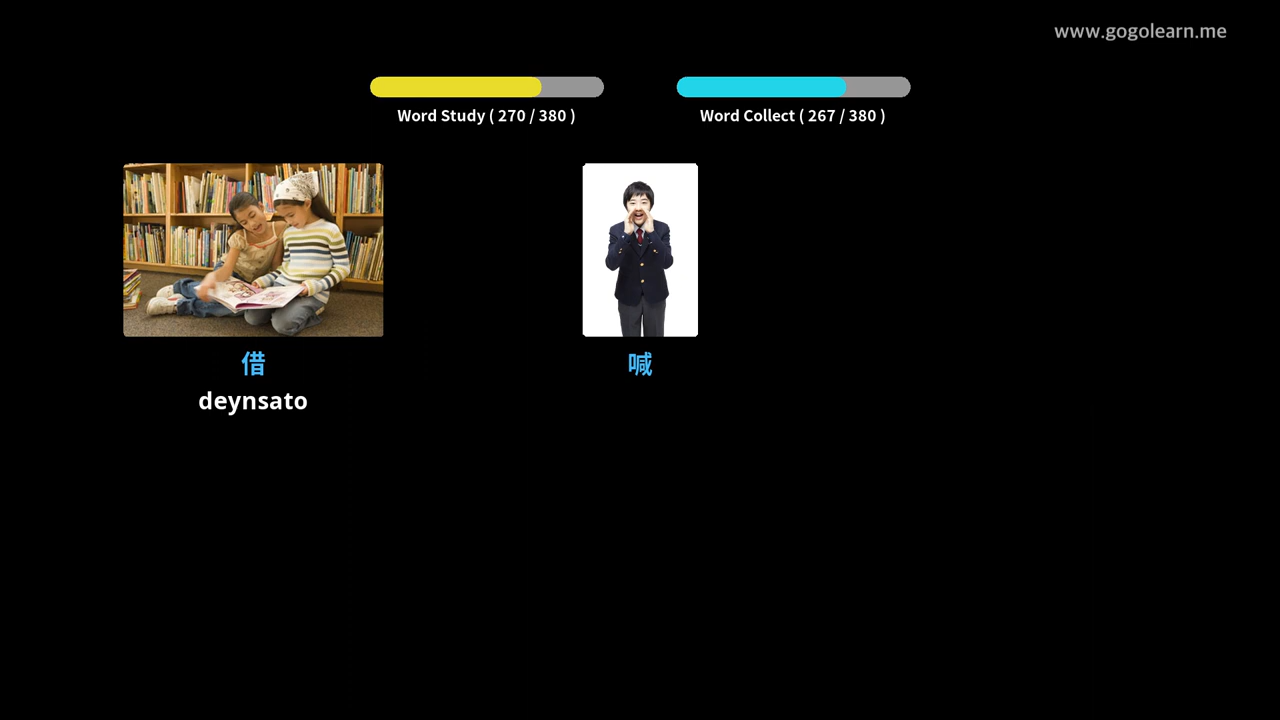 www.gogolearn.me
Word Study ( 270 / 380 )
Word Collect ( 267 / 380 )
借
喊
deynsato